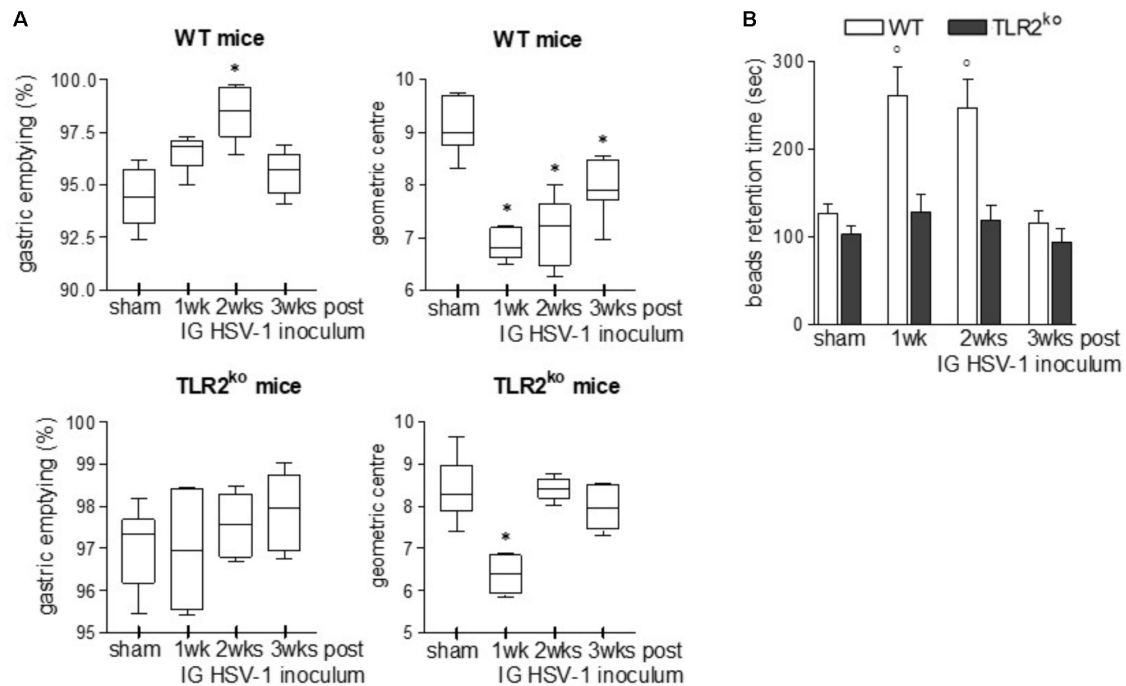 A
WT mice
gastric emptying (%)
100.0
97.5
95.0
92.5
90.0
*
sham 1wk 2wks 3wks post
IG HSV-1 inoculum
WT mice
geometric centre
10
9
8
7
6
* * *
sham 1wk 2wks 3wks post
IG HSV-1 inoculum
B
WT TLR2ko
beads retention time (sec)
300
200
100
0
° °
sham 1wk 2wks 3wks post
IG HSV-1 inoculum
TLR2ko mice
gastric emptying (%)
100
99
98
97
96
95
sham 1wk 2wks 3wks post
IG HSV-1 inoculum
TLR2ko mice
geometric centre
10
9
8
7
6
5
*
sham 1wk 2wks 3wks post
IG HSV-1 inoculum